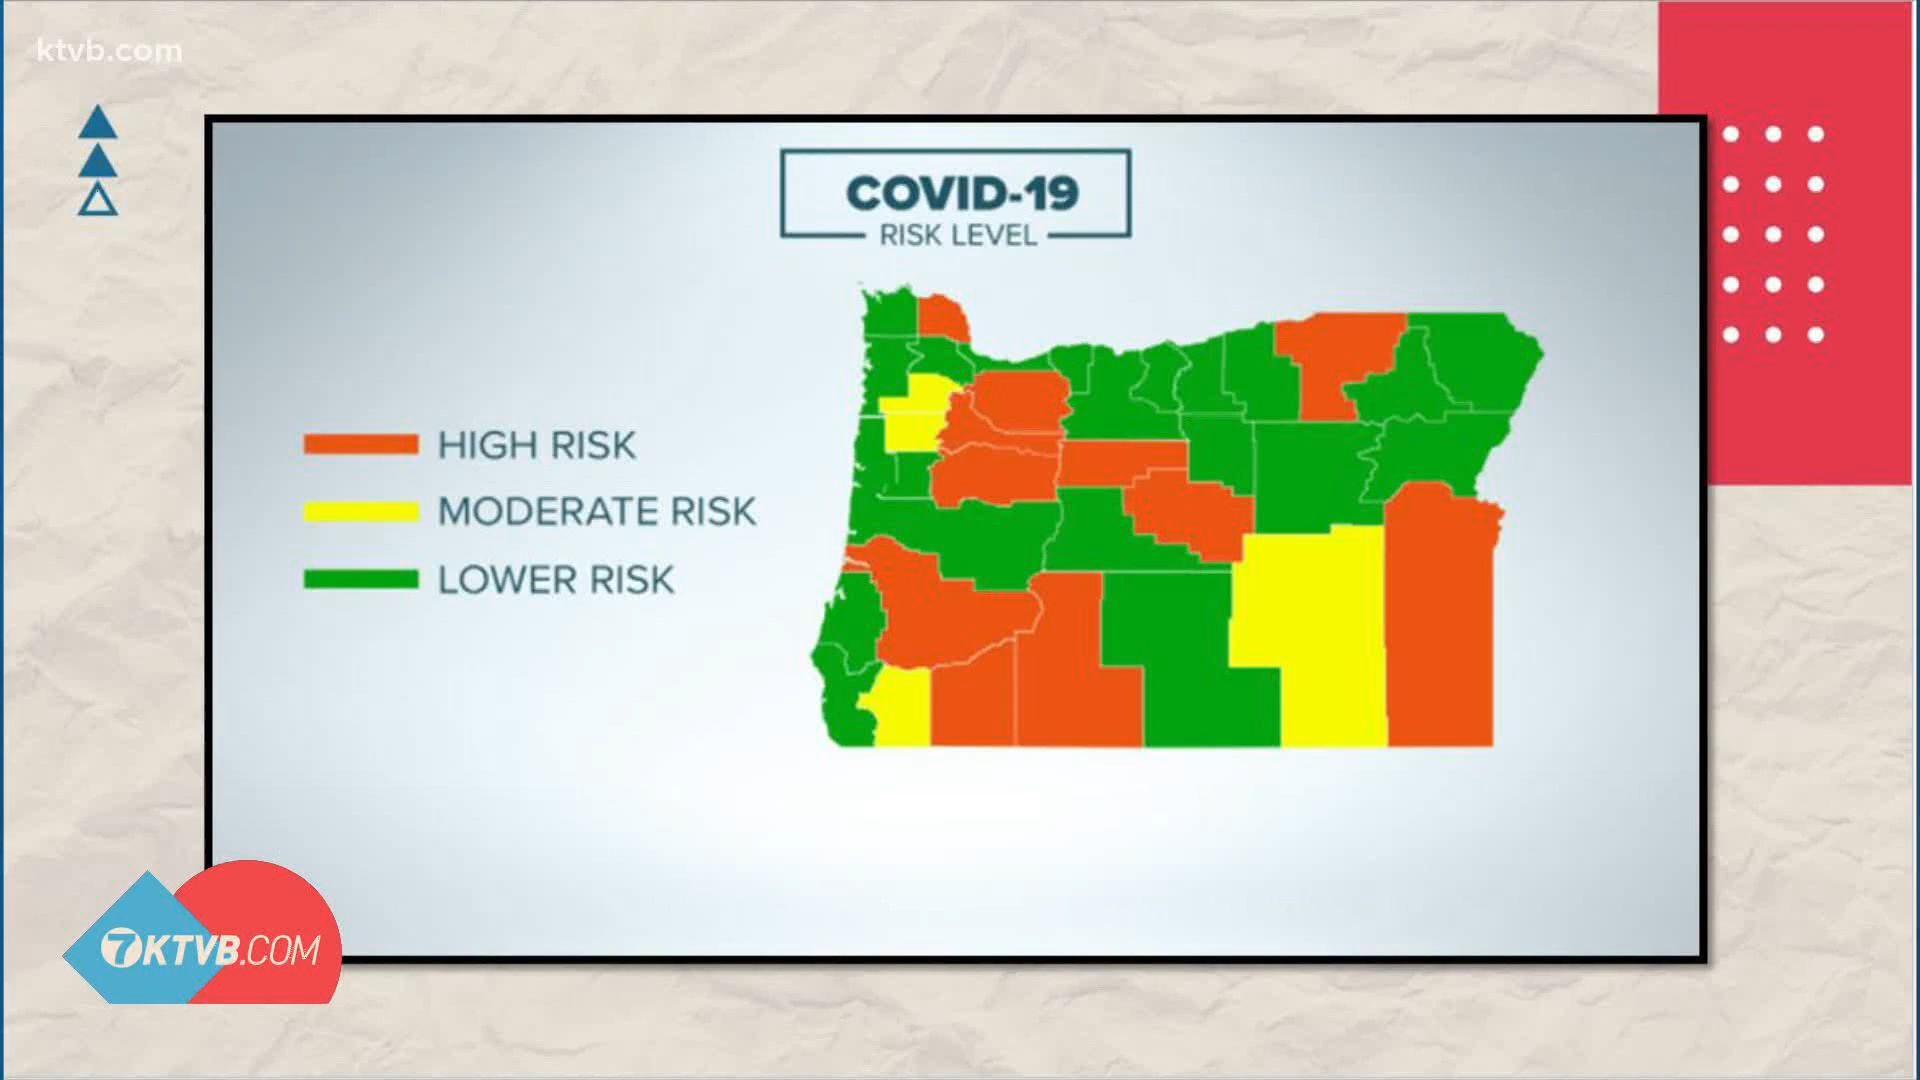 ktvb.com
COVID-19
RISK LEVEL
HIGH RISK
MODERATE RISK
LOWER RISK
7KTVB.COM